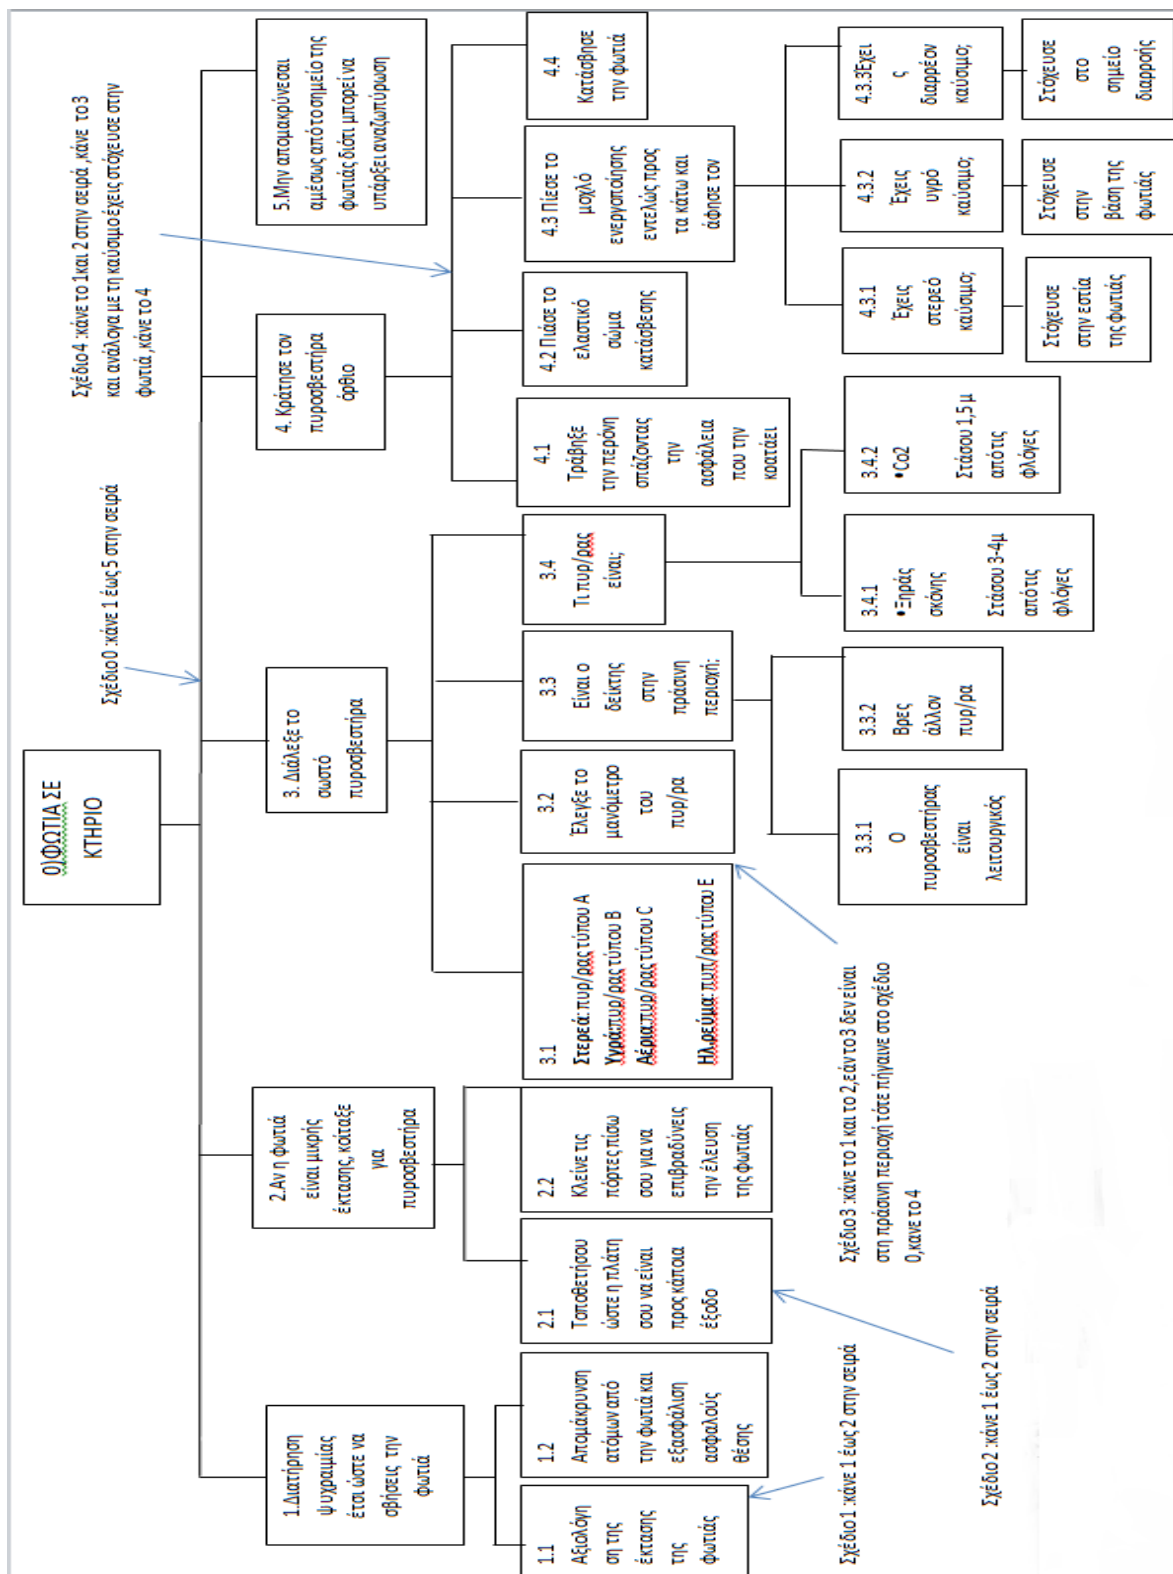 0)ΦΩΤΙΑ ΣΕ
ΚΤΗΡΙΟ
Σχέδιο 0 :κάνε 1 έως 5 στην σειρά
Σχέδιο 4 :κάνε το 1και 2 στην σειρά ,κάνε το 3
και ανάλογα με τη καύσιμο έχεις στόχευσε στην
φωτιά ,κάνε το 4
1.Διατήρηση
ψυχραιμίας
έτσι ώστε να
σβήσεις την
φωτιά
2.Αν η φωτιά
είναι μικρής
έκτασης, κοίταξε
για
πυροσβεστήρα
3. Διάλεξε το
σωστό
πυροσβεστήρα
4. Κράτησε τον
πυροσβεστήρα
όρθιο
5.Μην απομακρύνεσαι
αμέσως από το σημείο της
φωτιάς διότι μπορεί να
υπάρξει αναζωπύρωση
1.1
Αξιολόγη
ση της
έκτασης
της
φωτιάς
1.2
Απομάκρυνση
ατόμων από
την φωτιά και
εξασφάλιση
ασφαλούς
θέσης
2.1
Τοποθετήσου
ώστε η πλάτη
σου να είναι
προς κάποια
έξοδο
2.2
Κλείνε τις
πόρτες πίσω
σου για να
επιβραδύνεις
την έλευση
της φωτιάς
3.1
Στερεά: πυρ/ρας τύπου Α
Υγρά:πυρ/ρας τύπου Β
Αέρια:πυρ/ρας τύπου C
Ηλ.ρεύμα: πυπ/ρας τύπου Ε
3.2
Έλεγξε το
μανόμετρο
του
πυρ/ρα
3.3
Είναι ο
δείκτης
στην
πράσινη
περιοχή;
3.4
Τι πυρ/ρας
είναι;
4.1
Τράβηξε
την περόνη
σπάζοντας
την
ασφάλεια
που την
κρατάει
4.2 Πιάσε το
ελαστικό
σώμα
κατάσβεσης
4.3 Πίεσε το
μοχλό
ενεργοποίησης
εντελώς προς
τα κάτω και
άφησε τον
4.4
Κατάσβησε
την φωτιά
Σχέδιο 1 :κάνε 1 έως 2 στην σειρά
Σχέδιο 2 :κάνε 1 έως 2 στην σειρά
Σχέδιο 3 :κάνε το 1 και το 2,εάν το 3 δεν είναι
στη πράσινη περιοχή τότε πήγαινε στο σχέδιο
0,κανε το 4
3.3.1
Ο
πυροσβεστήρας
είναι
λειτουργικός
3.3.2
Βρες
άλλον
πυρ/ρα
3.4.1
•Ξηράς
σκόνης
Στάσου 3-4μ
από τις
φλόγες
3.4.2
•Co2
Στάσου 1,5 μ
από τις
φλόγες
4.3.1
Έχεις
στερεό
καύσιμο;
4.3.2
Έχεις
υγρό
καύσιμο;
4.3.3Έχει
ς
διαρρέον
καύσιμο;
Στόχευσε
στην εστία
της φωτιάς
Στόχευσε
στην
βάση της
φωτιάς
Στόχευσε
στο
σημείο
διαρροής